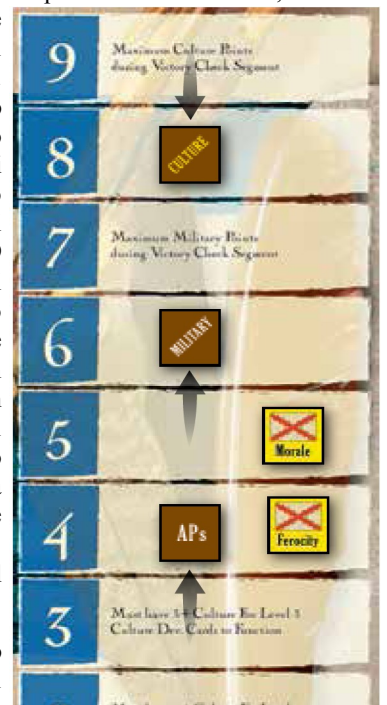 9
Maximum Culture Points
during Victory Check Segment
8
CULTURE
7
Maximum Military Points
during Victory Check Segment
6
MILITARY
5
Morale
4
APs
Ferocity
3
Must have 3+ Culture For Level 3
Culture Dev. Cards to Function